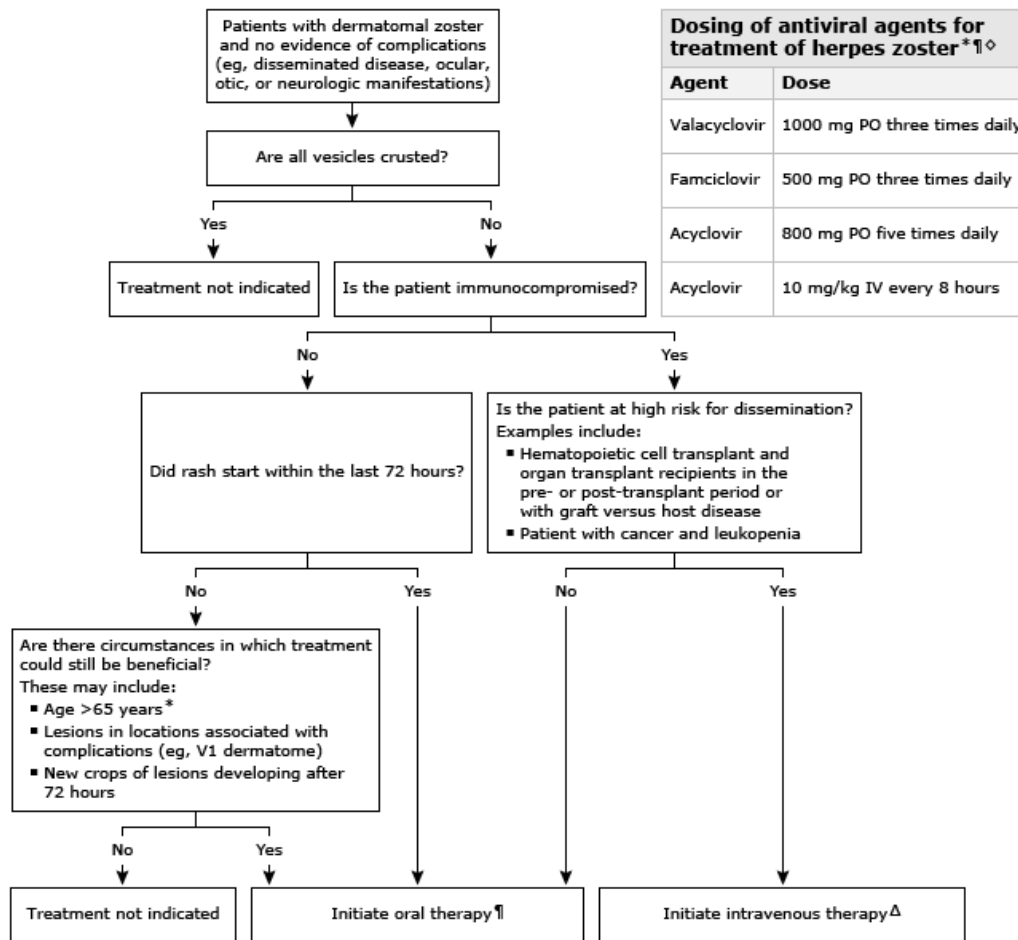 Patients with dermatomal zoster
and no evidence of complications
(eg, disseminated disease, ocular,
otic, or neurologic manifestations)
Are all vesicles crusted?
Yes
No
Treatment not indicated
Is the patient immunocompromised?
No
Yes
Did rash start within the last 72 hours?
Is the patient at high risk for dissemination?
Examples include:
▪ Hematopoietic cell transplant and
organ transplant recipients in the
pre- or post-transplant period or
with graft versus host disease
▪ Patient with cancer and leukopenia
No
Yes
No
Yes
Are there circumstances in which treatment
could still be beneficial?
These may include:
▪ Age >65 years*
▪ Lesions in locations associated with
complications (eg, V1 dermatome)
▪ New crops of lesions developing after
72 hours
No
Yes
Treatment not indicated
Initiate oral therapy¶
Initiate intravenous therapyΔ
Dosing of antiviral agents for
treatment of herpes zoster*¶◊
Agent Dose
Valacyclovir 1000 mg PO three times daily
Famciclovir 500 mg PO three times daily
Acyclovir 800 mg PO five times daily
Acyclovir 10 mg/kg IV every 8 hours